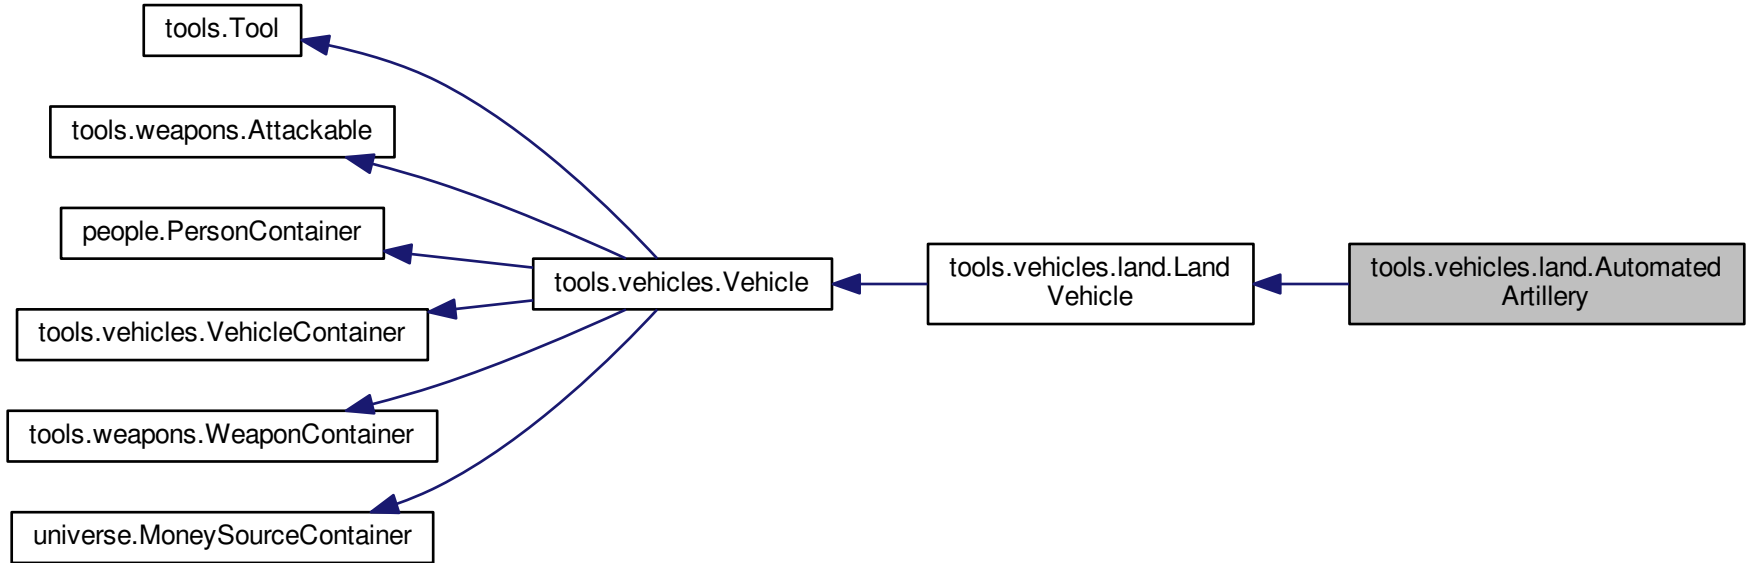 tools.Tool
tools.weapons.Attackable
people.PersonContainer
tools.vehicles.VehicleContainer
tools.weapons.WeaponContainer
universe.MoneySourceContainer
tools.vehicles.Vehicle
tools.vehicles.land.Land
Vehicle
tools.vehicles.land.Automated
Artillery